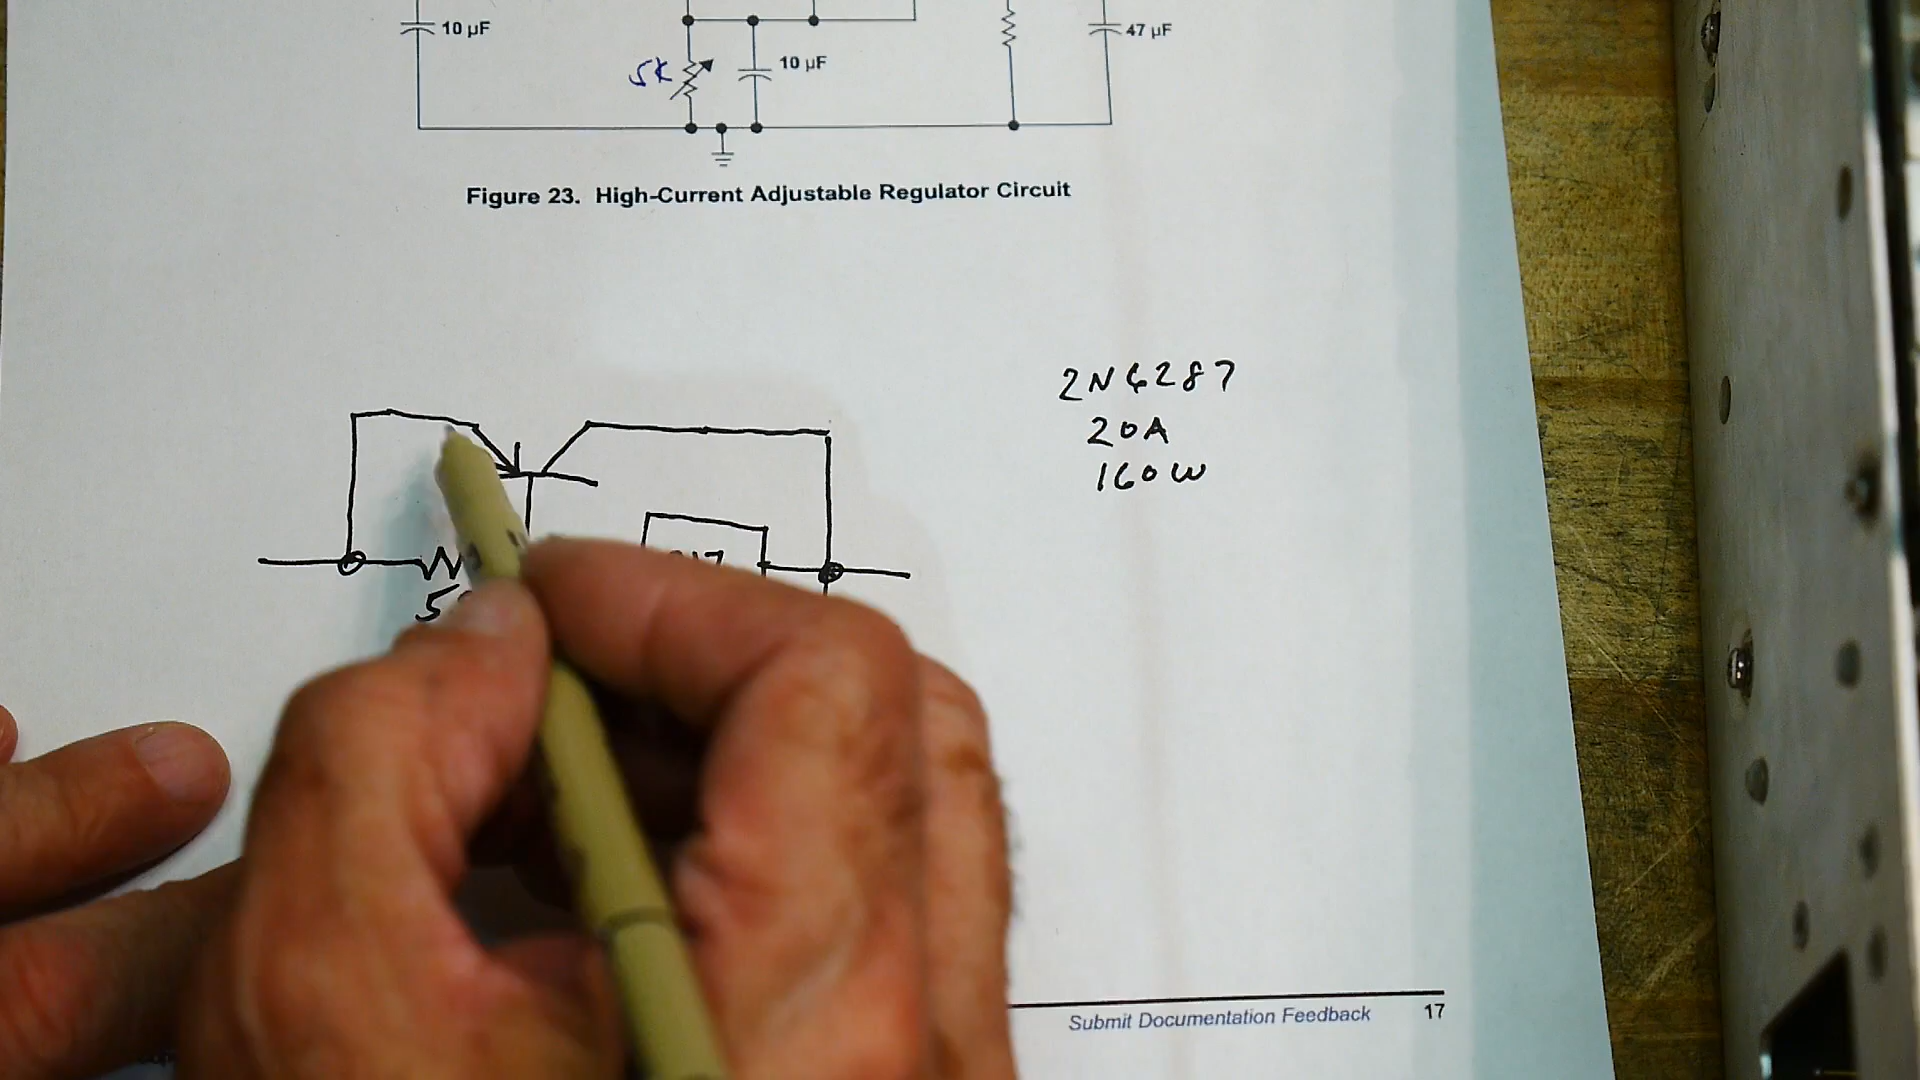 10 µF
47 µF
5K
10 µF
Figure 23. High-Current Adjustable Regulator Circuit
2N6287
20A
160W
Submit Documentation Feedback
17